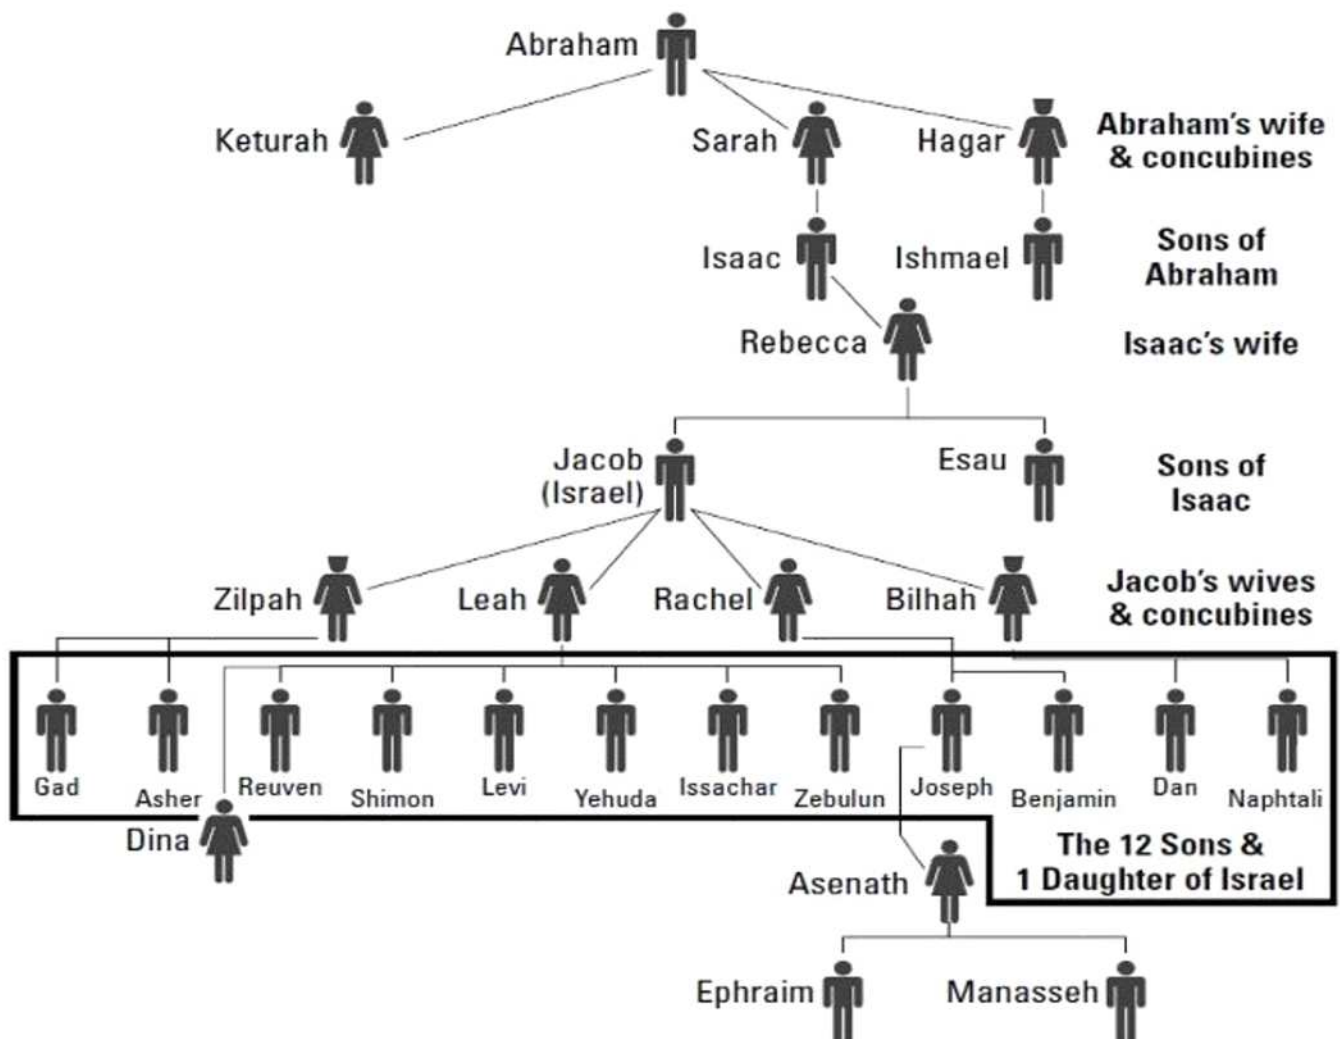 Abraham
Keturah
Sarah
Hagar
Abraham's wife
& concubines
Isaac
Ishmael
Sons of
Abraham
Rebecca
Isaac's wife
Jacob
(Israel)
Esau
Sons of
Isaac
Zilpah
Leah
Rachel
Bilhah
Jacob's wives
& concubines
Gad
Asher
Reuven
Shimon
Levi
Yehuda
Issachar
Zebulun
Joseph
Benjamin
Dan
Naphtali
Dina
The 12 Sons &
1 Daughter of Israel
Asenath
Ephraim
Manasseh